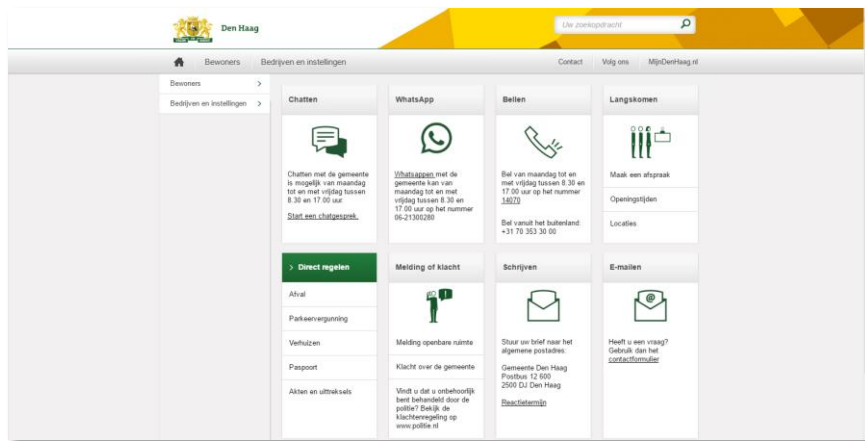 Den Haag
Uw zoekopdracht
Bewoners
Bedrijven en instellingen
Contact
Volg ons
MijnDenHaag.nl
Bewoners
Bedrijven en instellingen
Chatten
Chatten met de gemeente
is mogelijk van maandag
tot en met vrijdag tussen
8.30 en 17.00 uur
Start een chatgesprek.
WhatsApp
Whatsappen met de
gemeente kan van
maandag tot en met
vrijdag tussen 8.30 en
17.00 uur op het nummer
06-21300280
Bellen
Bel van maandag tot en
met vrijdag tussen 8.30 en
17.00 uur op het nummer
14070
Bel vanuit het buitenland:
+31 70 353 30 00
Langskomen
Maak een afspraak
Openingstijden
Locaties
Direct regelen
Afval
Parkeervergunning
Verhuizen
Paspoort
Akten en uittreksels
Melding of klacht
Melding openbare ruimte
Klacht over de gemeente
Vindt u dat u onbehoorlijk
bent behandeld door de
politie? Bekijk de
klachtenregeling op
www.politie.nl
Schrijven
Stuur uw brief naar het
algemene postadres:
Gemeente Den Haag
Postbus 12 600
2500 DJ Den Haag
Reactietermijn
E-mailen
Heeft u een vraag?
Gebruik dan het
contactformulier